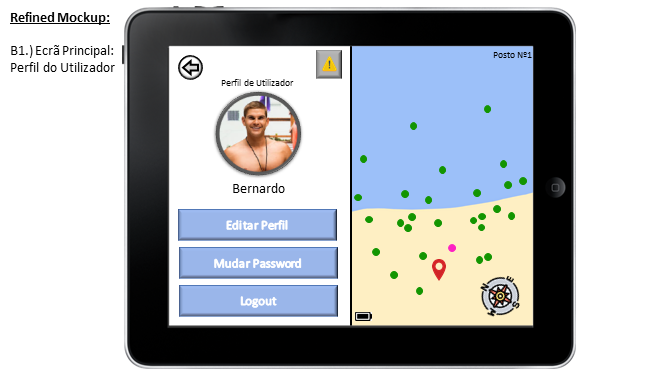 Refined Mockup:
B1.) Ecrã Principal:
Perfil do Utilizador
Posto Nº1
Perfil de Utilizador
Bernardo
Editar Perfil
Mudar Password
Logout
N
E
W
S